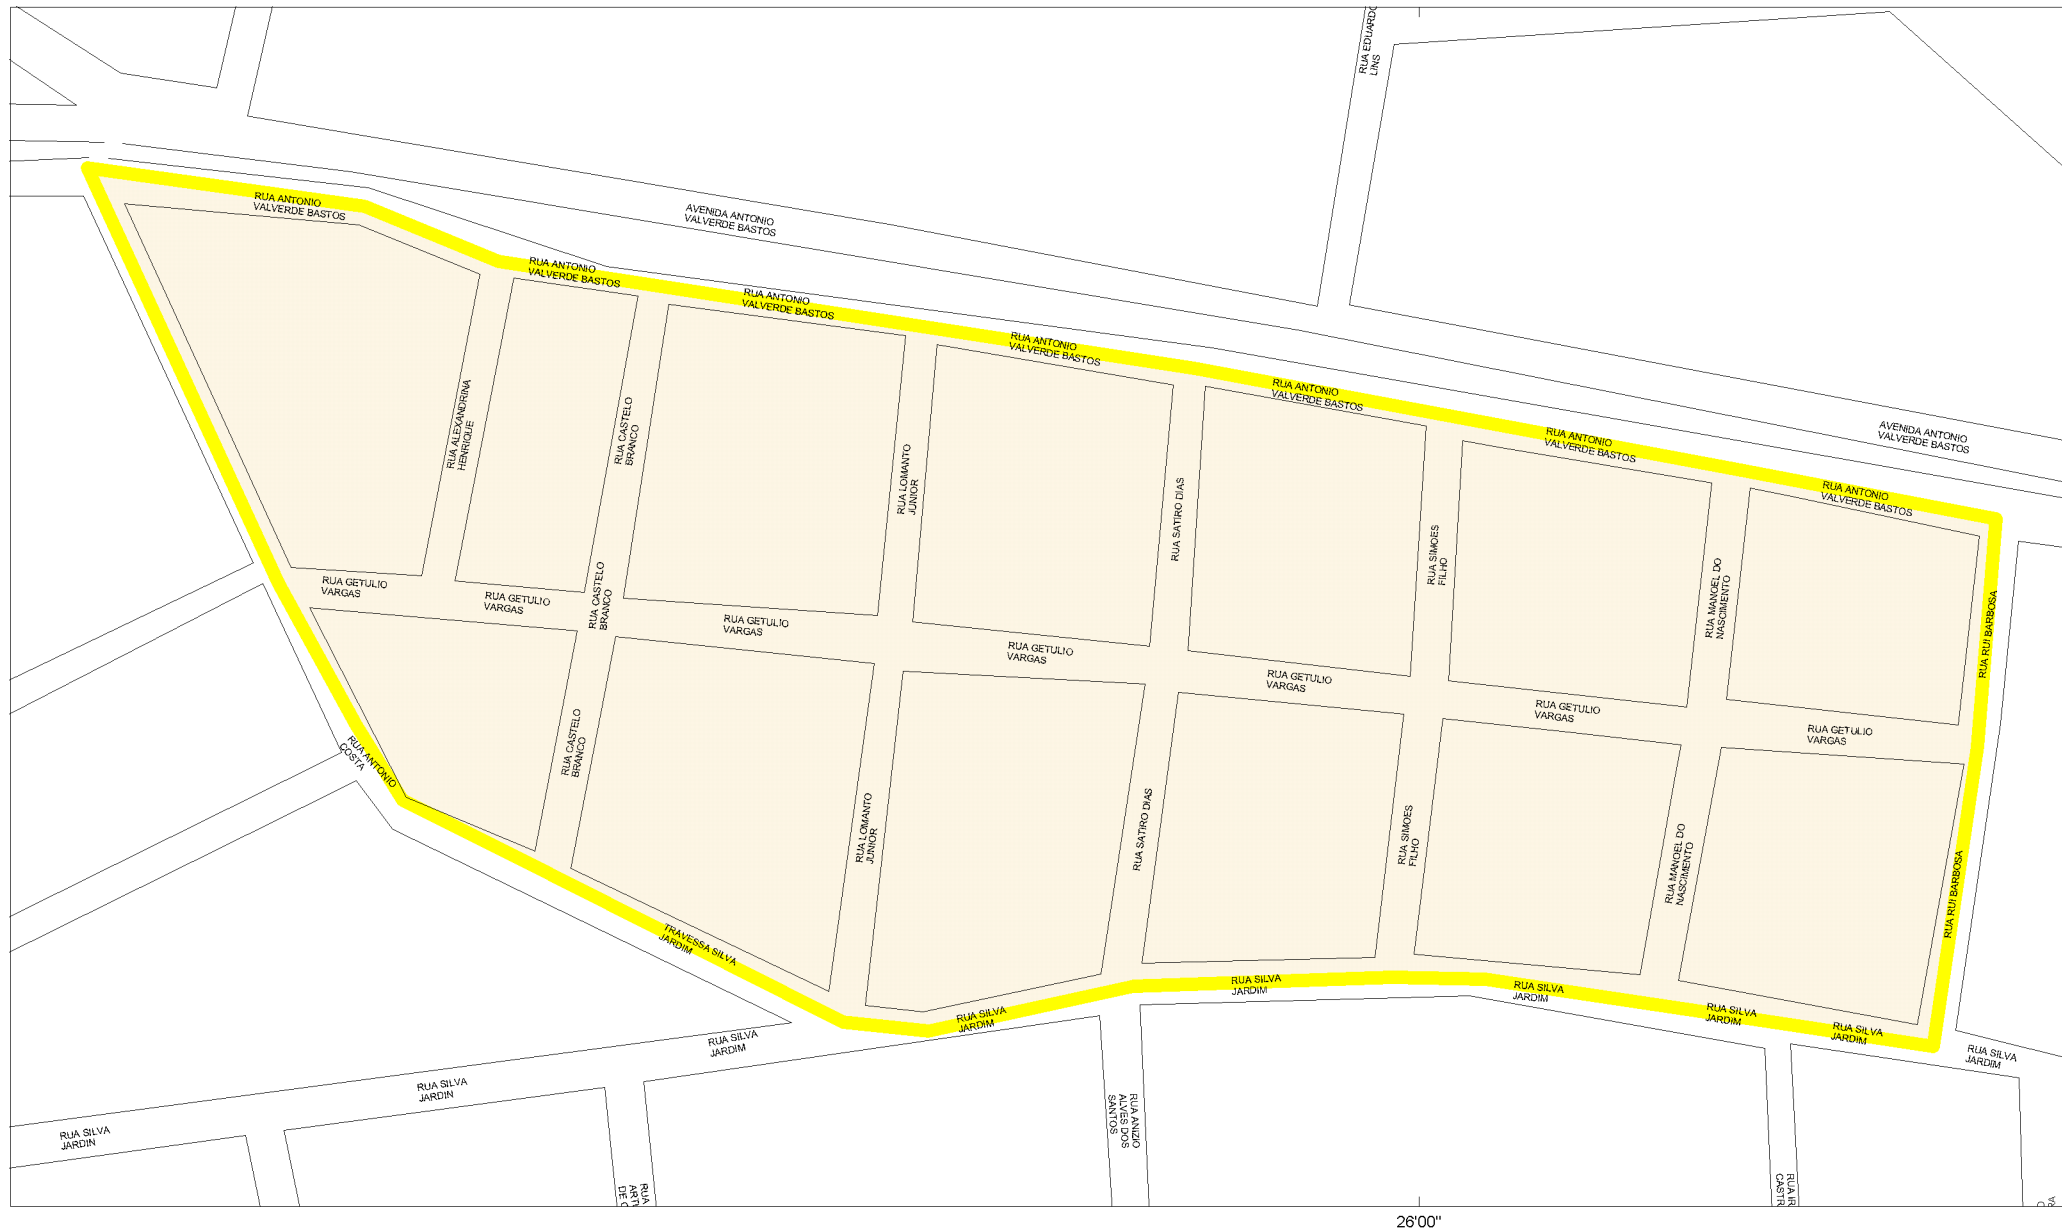 RUA EDUARDO
LINS
RUA ANTONIO
VALVERDE BASTOS
AVENIDA ANTONIO
VALVERDE BASTOS
RUA ANTONIO
VALVERDE BASTOS
RUA ANTONIO
VALVERDE BASTOS
RUA ANTONIO
VALVERDE BASTOS
RUA ANTONIO
VALVERDE BASTOS
RUA ANTONIO
VALVERDE BASTOS
AVENIDA ANTONIO
VALVERDE BASTOS
RUA ANTONIO
VALVERDE BASTOS
RUA ALEXANDRINA
HENRIQUE
RUA CASTELO
BRANCO
RUA LOMANTO
JUNIOR
RUA SATIRO DIAS
RUA SIMOES
FILHO
RUA MANOEL DO
NASCIMENTO
RUA RUI BARBOSA
RUA GETULIO
VARGAS
RUA GETULIO
VARGAS
RUA CASTELO
BRANCO
RUA GETULIO
VARGAS
RUA GETULIO
VARGAS
RUA GETULIO
VARGAS
RUA GETULIO
VARGAS
RUA GETULIO
VARGAS
RUA ANTONIO
COSTA
RUA CASTELO
BRANCO
RUA LOMANTO
JUNIOR
RUA SATIRO DIAS
RUA SIMOES
FILHO
RUA MANOEL DO
NASCIMENTO
RUA RUI BARBOSA
TRAVESSA SILVA
JARDIM
RUA SILVA
JARDIM
RUA SILVA
JARDIM
RUA SILVA
JARDIM
RUA SILVA
JARDIM
RUA SILVA
JARDIM
RUA SILVA
JARDIM
RUA SILVA
JARDIM
RUA SILVA
JARDIN
RUA SILVA
JARDIN
RUA ANIZIO
ALVES DOS
SANTOS
RUA
ART
DE
RUA
CASTR
26'00"